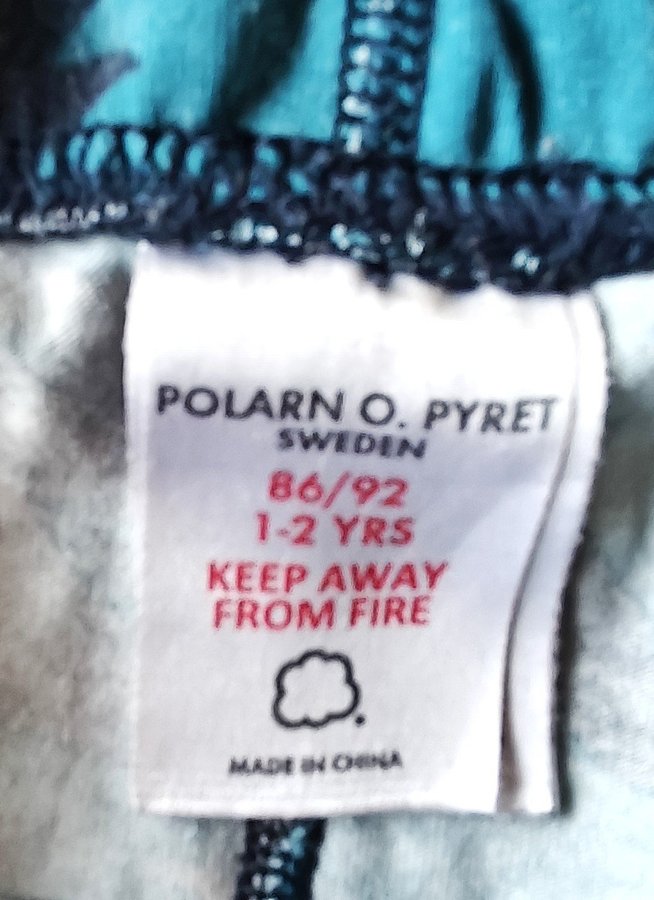 POLARN O. PYRET
SWEDEN
86/92
1-2 YRS
KEEP AWAY
FROM FIRE
MADE IN CHINA